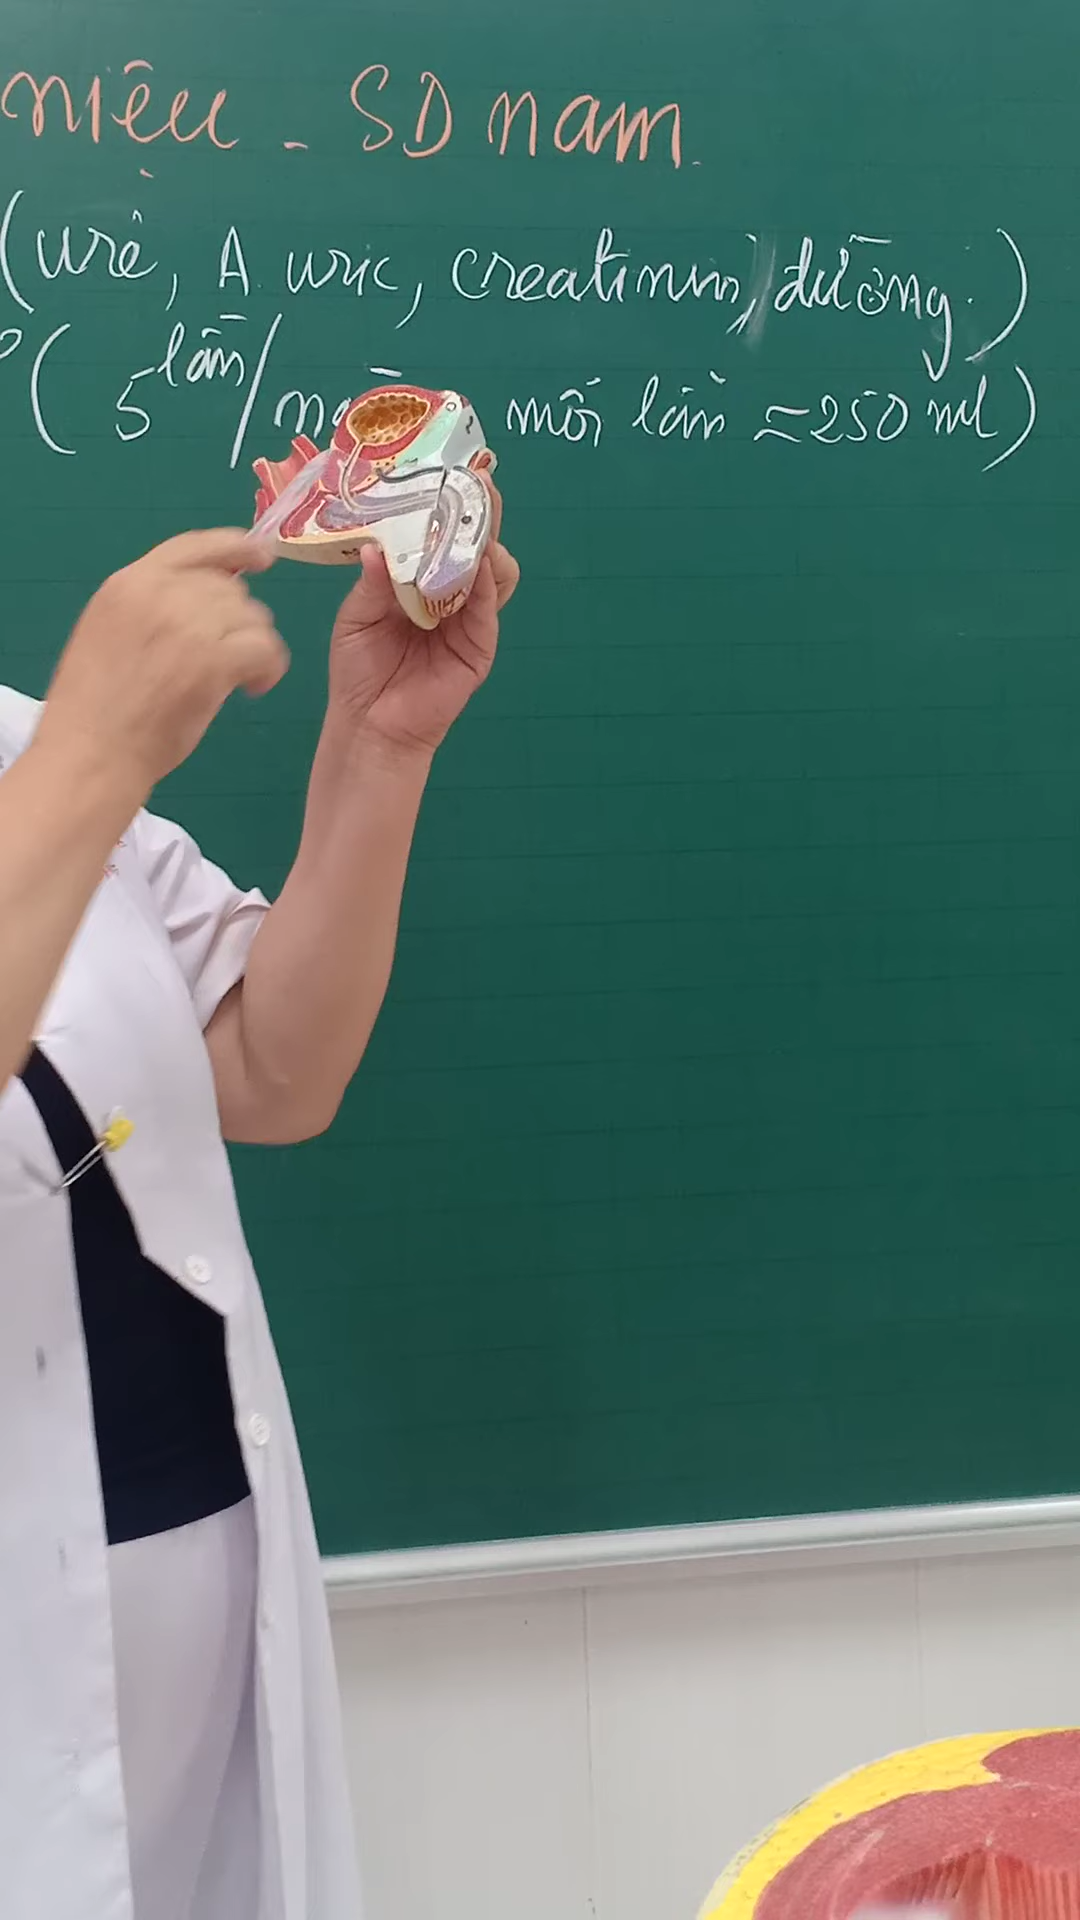 niệu - SD nam.
(urê, A. uric, creatinin, đường.)
( 5 lần / mỗi lần ≈ 250 ml)